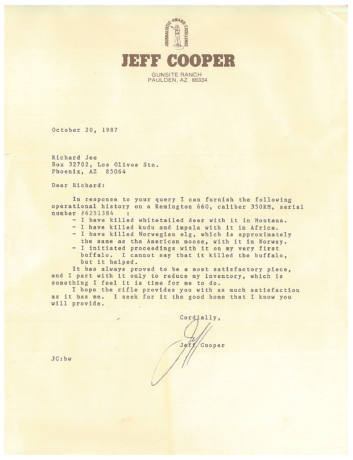 JEFF COOPER
GUNSITE RANCH
PAULDEN, AZ 86334
October 20, 1987
Richard Jee
Box 32702, Los Olivos Stn.
Phoenix, AZ 85064
Dear Richard:
In response to your query I can furnish the following
operational history on a Remington 660, caliber 350RM, serial
number #6231384 :
- I have killed whitetailed deer with it in Montana.
- I have killed kudu and impala with it in Africa.
- I have killed Norwegian elg, which is approximately
the same as the American moose, with it in Norway.
- I initiated proceedings with it on my very first
buffalo. I cannot say that it killed the buffalo,
but it helped.
It has always proved to be a most satisfactory piece,
and I part with it only to reduce my inventory, which is
something I feel it is time for me to do.
I hope the rifle provides you with as much satisfaction
as it has me. I seek for it the good home that I know you
will provide.
Cordially,
Jeff
Jeff Cooper
JC:bw